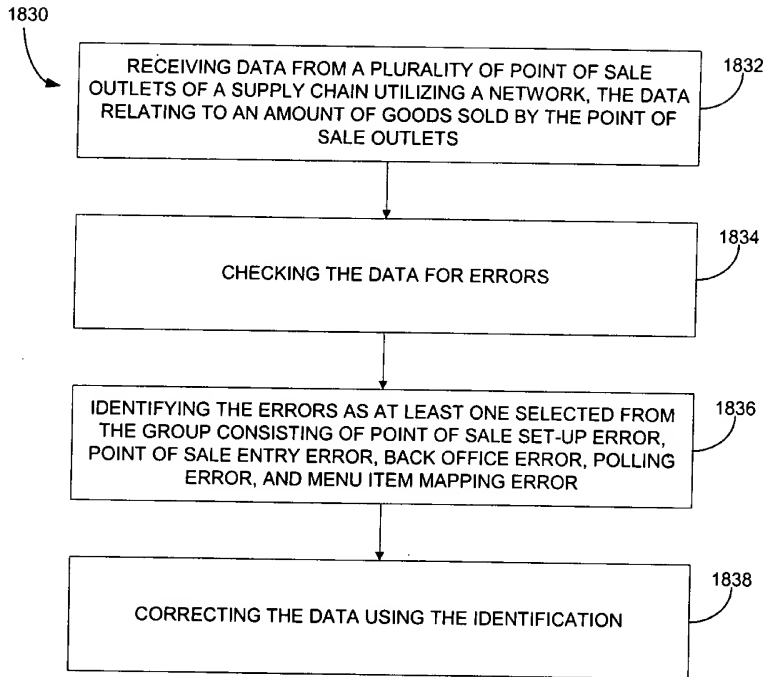 1830
RECEIVING DATA FROM A PLURALITY OF POINT OF SALE
OUTLETS OF A SUPPLY CHAIN UTILIZING A NETWORK, THE DATA
RELATING TO AN AMOUNT OF GOODS SOLD BY THE POINT OF
SALE OUTLETS
1832
CHECKING THE DATA FOR ERRORS
1834
IDENTIFYING THE ERRORS AS AT LEAST ONE SELECTED FROM
THE GROUP CONSISTING OF POINT OF SALE SET-UP ERROR,
POINT OF SALE ENTRY ERROR, BACK OFFICE ERROR, POLLING
ERROR, AND MENU ITEM MAPPING ERROR
1836
CORRECTING THE DATA USING THE IDENTIFICATION
1838